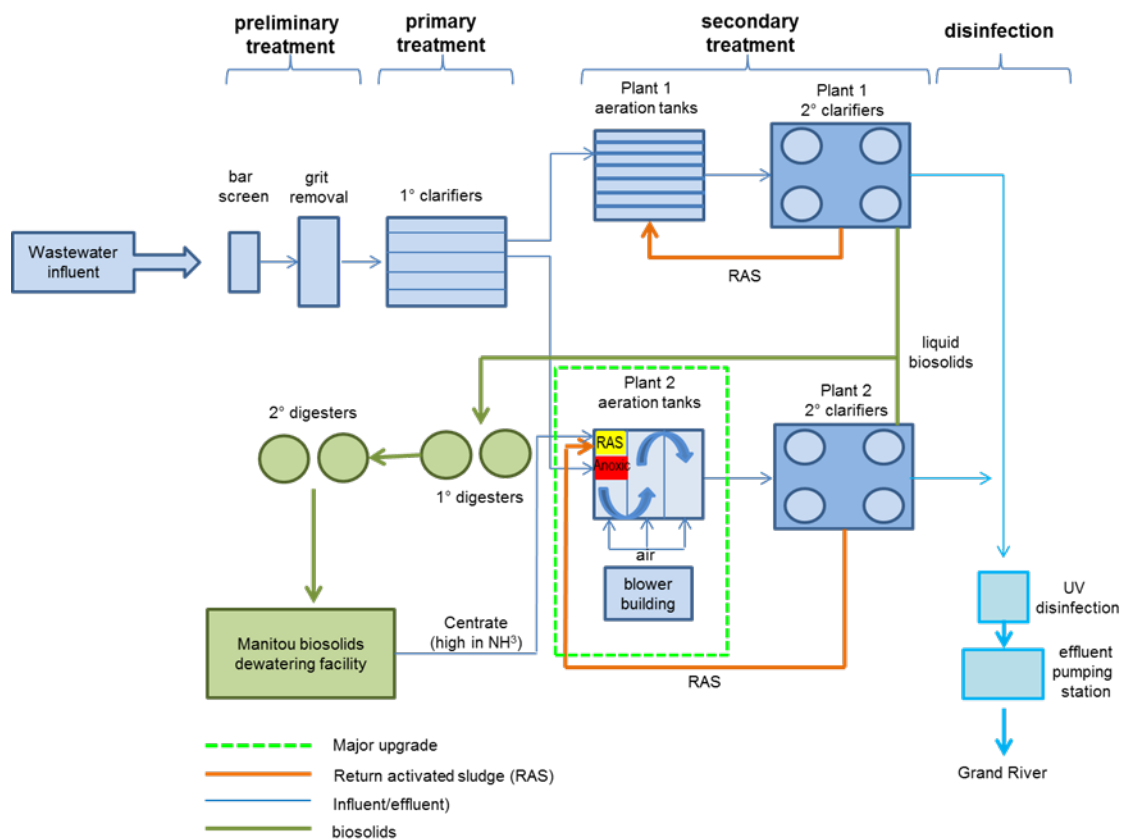 preliminary
treatment
primary
treatment
secondary
treatment
disinfection
Plant 1
aeration tanks
Plant 1
2° clarifiers
bar
screen
grit
removal
1° clarifiers
Wastewater
influent
RAS
liquid
biosolids
Plant 2
aeration tanks
Plant 2
2° clarifiers
2° digesters
RAS
Anoxic
1° digesters
air
blower
building
UV
disinfection
Manitou biosolids
dewatering facility
Centrate
(high in NH³)
effluent
pumping
station
RAS
Major upgrade
Return activated sludge (RAS)
Influent/effluent)
biosolids
Grand River